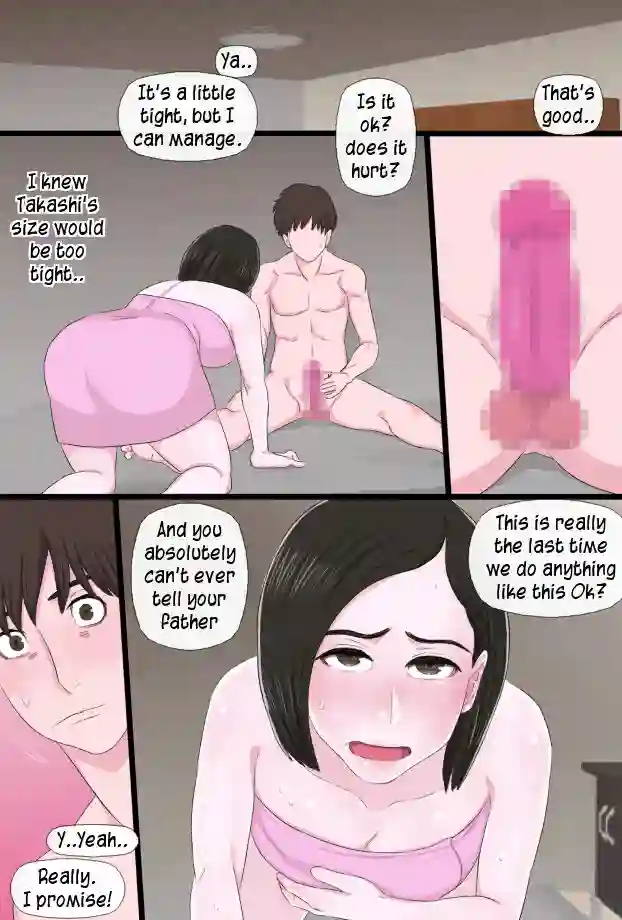 Is it
ok?
does it
hurt?
Ya..
It's a little
tight, but I
can manage.
That's
good..
I knew
Takashi's
size would
be too
tight..
This is really
the last time
we do anything
like this Ok?
And you
absolutely
can't ever
tell your
father
Y..Yeah..
Really.
I promise!